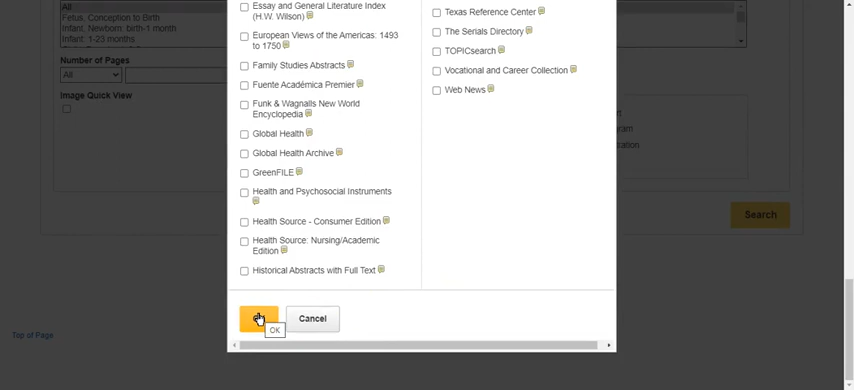 All
Fetus, Conception to Birth
Infant, Newborn: birth-1 month
Infant: 1-23 months
Number of Pages
All
Image Quick View
Top of Page
Essay and General Literature Index
(H.W. Wilson)
European Views of the Americas: 1493
to 1750
Family Studies Abstracts
Fuente Académica Premier
Funk & Wagnalls New World
Encyclopedia
Global Health
Global Health Archive
GreenFILE
Health and Psychosocial Instruments
Health Source - Consumer Edition
Health Source: Nursing/Academic
Edition
Historical Abstracts with Full Text
Texas Reference Center
The Serials Directory
TOPICsearch
Vocational and Career Collection
Web News
Cancel
OK
Search